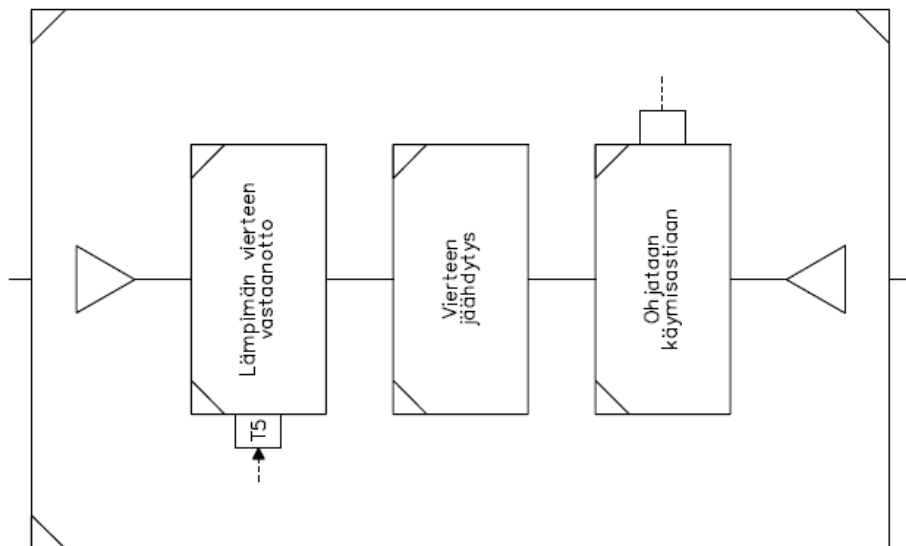 Lämpimän vierteen
vastaanotto
T5
Vierteen
jäähdytys
Ohjataan
käymisastiaan